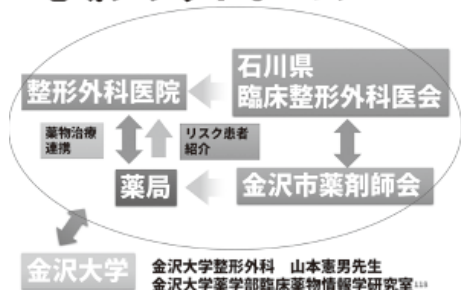 石川県
臨床整形外科医会
整形外科医院
薬物治療
連携
リスク患者
紹介
薬局
金沢市薬剤師会
金沢大学
金沢大学整形外科　山本憲男先生
金沢大学薬学部臨床薬物情報学研究室